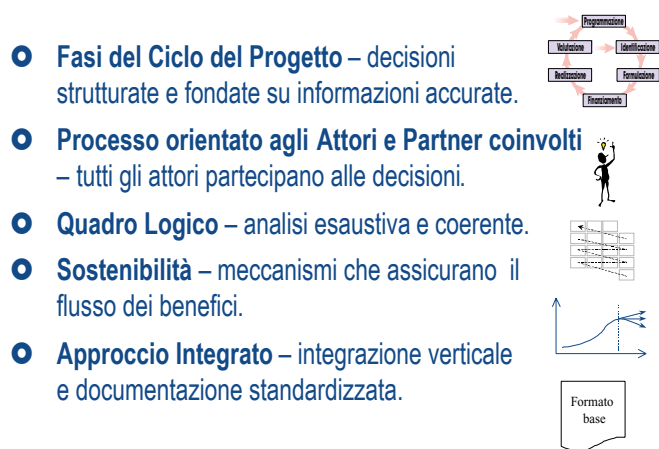 Fasi del Ciclo del Progetto – decisioni
strutturate e fondate su informazioni accurate.
Processo orientato agli Attori e Partner coinvolti
– tutti gli attori partecipano alle decisioni.
Quadro Logico – analisi esaustiva e coerente.
Sostenibilità – meccanismi che assicurano il
flusso dei benefici.
Approccio Integrato – integrazione verticale
e documentazione standardizzata.
Programmazione
Valutazione
Identificazione
Realizzazione
Formulazione
Finanziamento
Formato
base